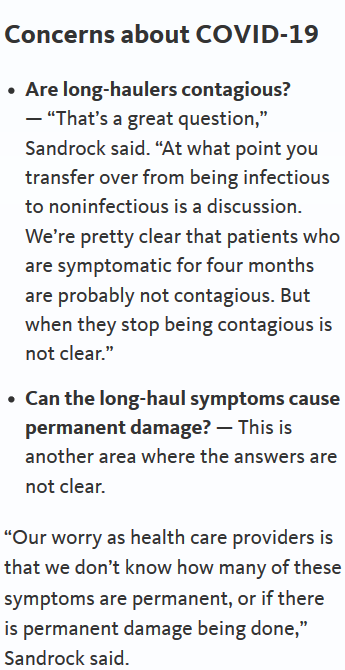 Concerns about COVID-19
• Are long-haulers contagious?
— “That’s a great question,”
Sandrock said. “At what point you
transfer over from being infectious
to noninfectious is a discussion.
We’re pretty clear that patients who
are symptomatic for four months
are probably not contagious. But
when they stop being contagious is
not clear.”
• Can the long-haul symptoms cause
permanent damage? — This is
another area where the answers are
not clear.
“Our worry as health care providers is
that we don’t know how many of these
symptoms are permanent, or if there
is permanent damage being done,”
Sandrock said.